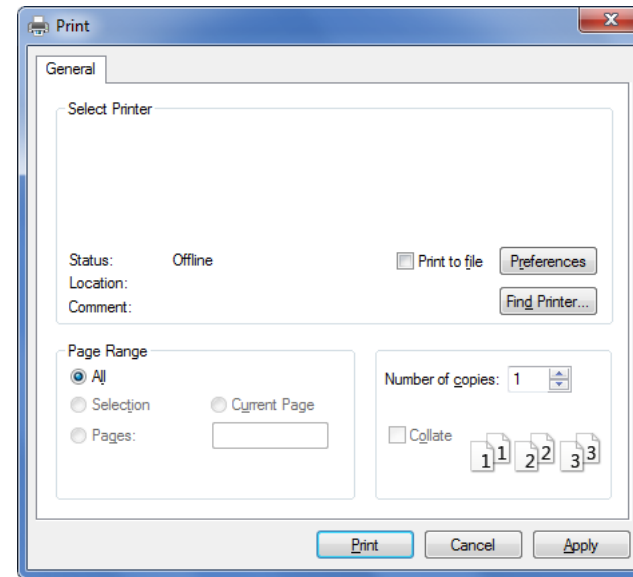 Print
General
Select Printer
Status: Offline
Print to file
Preferences
Location:
Comment:
Find Printer...
Page Range
All
Selection
Current Page
Pages:
Number of copies: 1
Collate
1 1 2 2 3 3
Print
Cancel
Apply